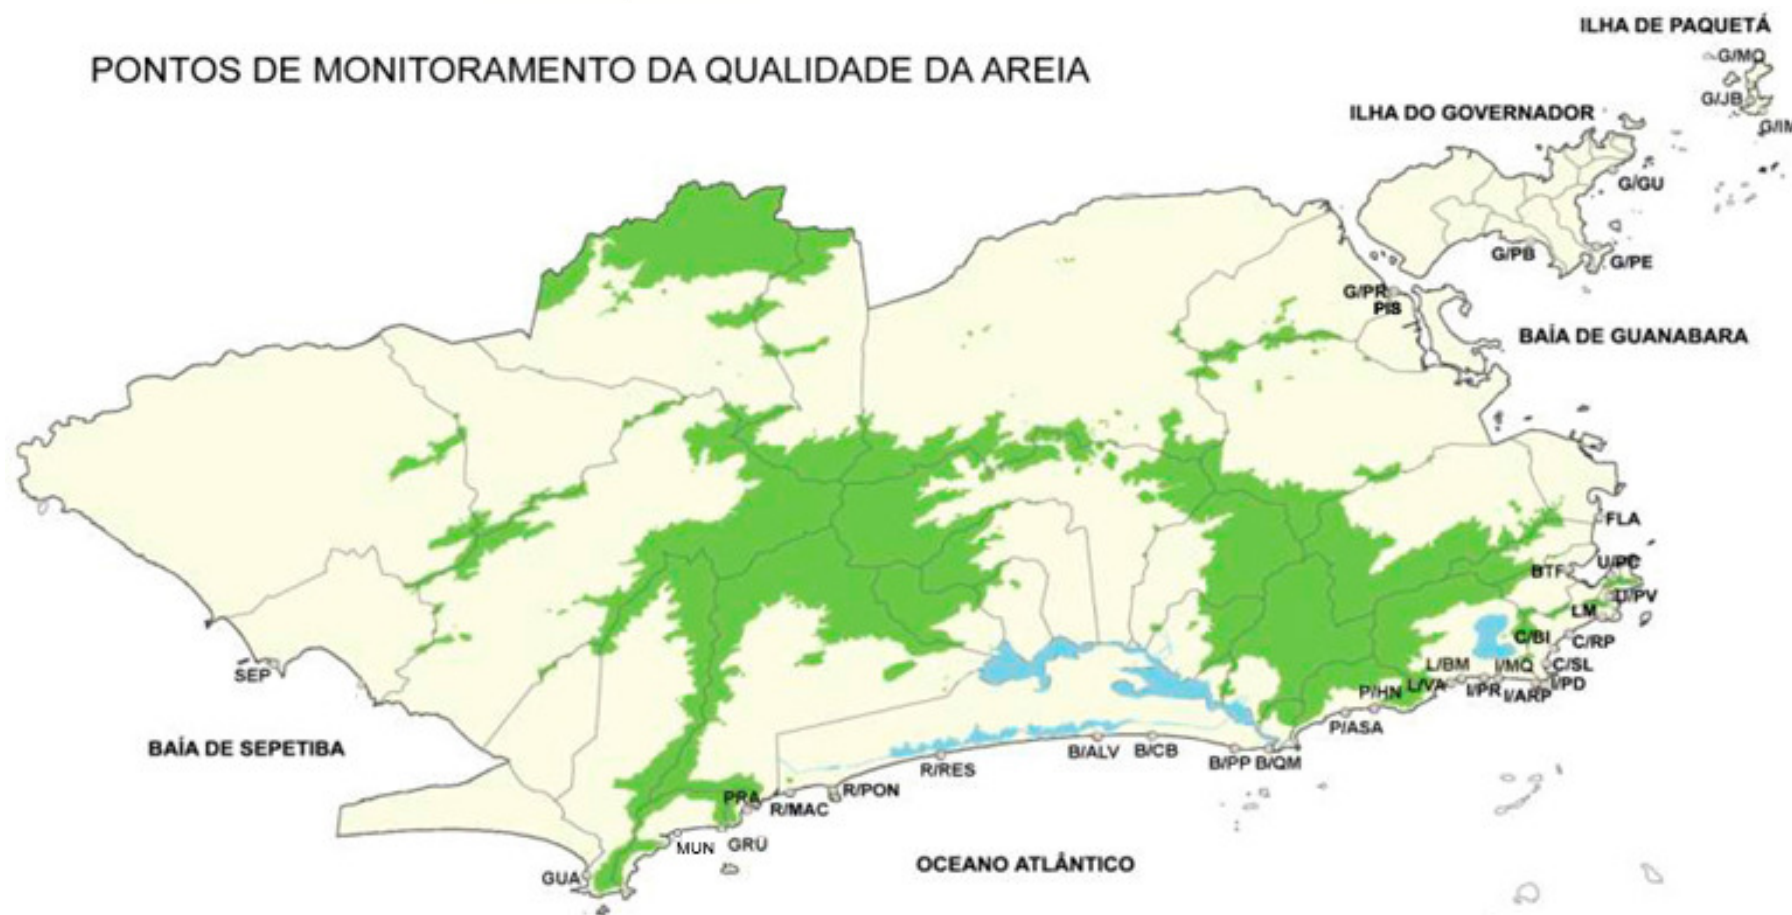 ILHA DE PAQUETÁ
G/MO
PONTOS DE MONITORAMENTO DA QUALIDADE DA AREIA
G/JB
ILHA DO GOVERNADOR
G/IM
G/GU
G/PB
G/PE
G/PR
PIS
BAÍA DE GUANABARA
FLA
U/PC
BTF
U/PV
LM
C/BI
C/RP
L/BM
I/MQ
C/SL
SEP
P/HN
L/VA
I/PR
I/ARP
I/PD
P/ASA
BAÍA DE SEPETIBA
B/ALV
B/CB
B/PP
B/QM
R/RES
PRA
R/MAC
R/PON
MUN
GRU
OCEANO ATLÂNTICO
GUA